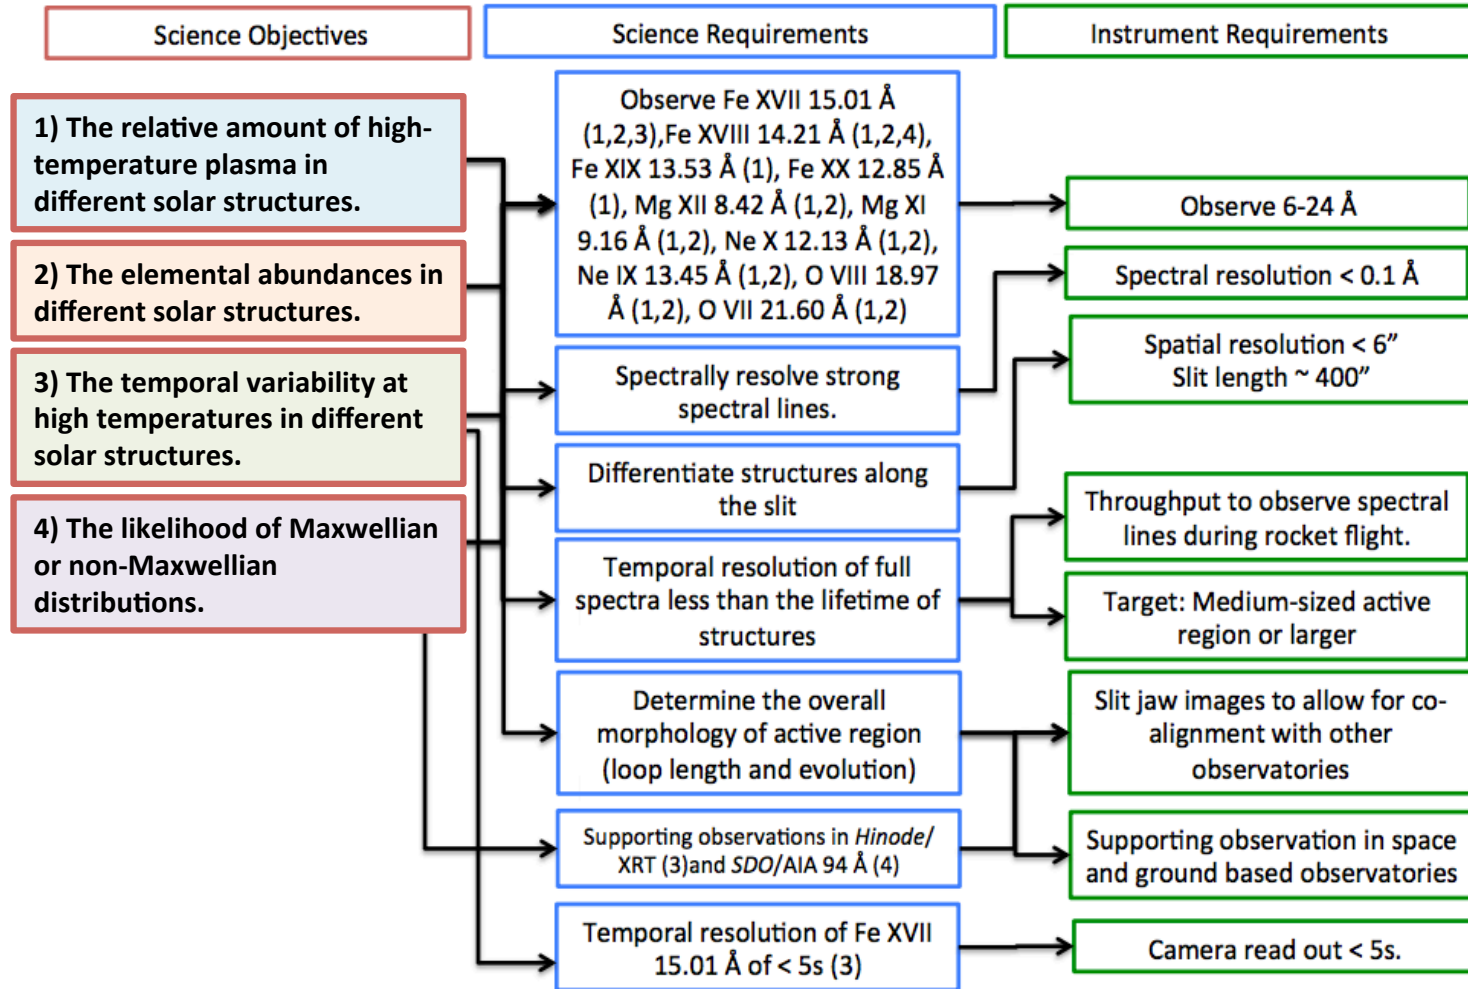 Science Objectives
Science Requirements
Instrument Requirements
1) The relative amount of high-
temperature plasma in
different solar structures.
2) The elemental abundances in
different solar structures.
3) The temporal variability at
high temperatures in different
solar structures.
4) The likelihood of Maxwellian
or non-Maxwellian
distributions.
Observe Fe XVII 15.01 Å
(1,2,3),Fe XVIII 14.21 Å (1,2,4),
Fe XIX 13.53 Å (1), Fe XX 12.85 Å
(1), Mg XII 8.42 Å (1,2), Mg XI
9.16 Å (1,2), Ne X 12.13 Å (1,2),
Ne IX 13.45 Å (1,2), O VIII 18.97
Å (1,2), O VII 21.60 Å (1,2)
Spectrally resolve strong
spectral lines.
Differentiate structures along
the slit
Temporal resolution of full
spectra less than the lifetime of
structures
Determine the overall
morphology of active region
(loop length and evolution)
Supporting observations in Hinode/
XRT (3)and SDO/AIA 94 Å (4)
Temporal resolution of Fe XVII
15.01 Å of < 5s (3)
Observe 6-24 Å
Spectral resolution < 0.1 Å
Spatial resolution < 6”
Slit length ~ 400”
Throughput to observe spectral
lines during rocket flight.
Target: Medium-sized active
region or larger
Slit jaw images to allow for co-
alignment with other
observatories
Supporting observation in space
and ground based observatories
Camera read out < 5s.